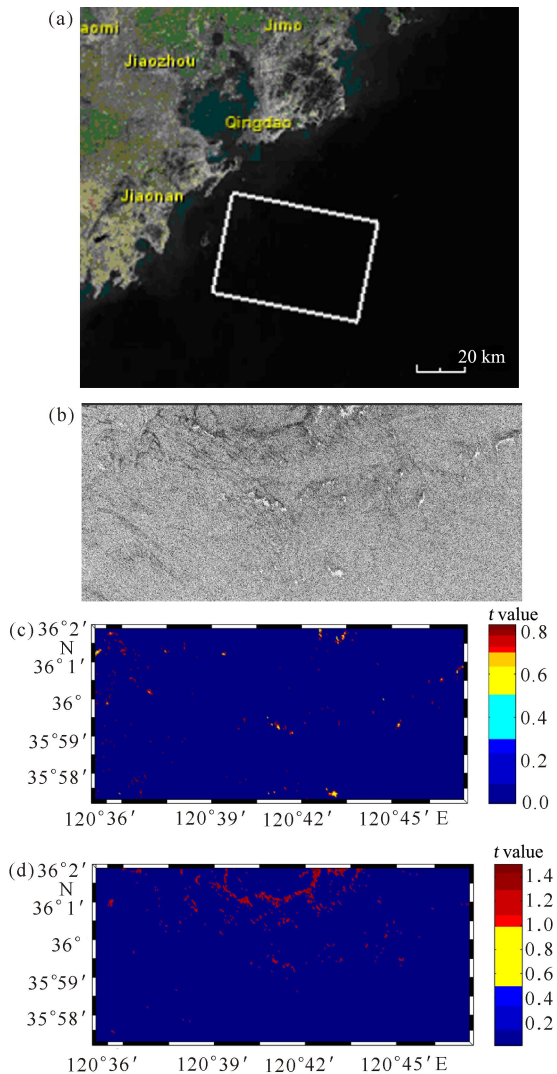 (a)
aomi
Jimo
Jiaozhou
Qingdao
Jiaonan
20 km
(b)
(c)
36°2′
N
36°1′
36°
35°59′
35°58′
120°36′
120°39′
120°42′
120°45′ E
t value
0.8
0.6
0.4
0.2
0.0
(d)
36°2′
N
36°1′
36°
35°59′
35°58′
120°36′
120°39′
120°42′
120°45′ E
t value
1.4
1.2
1.0
0.8
0.6
0.4
0.2